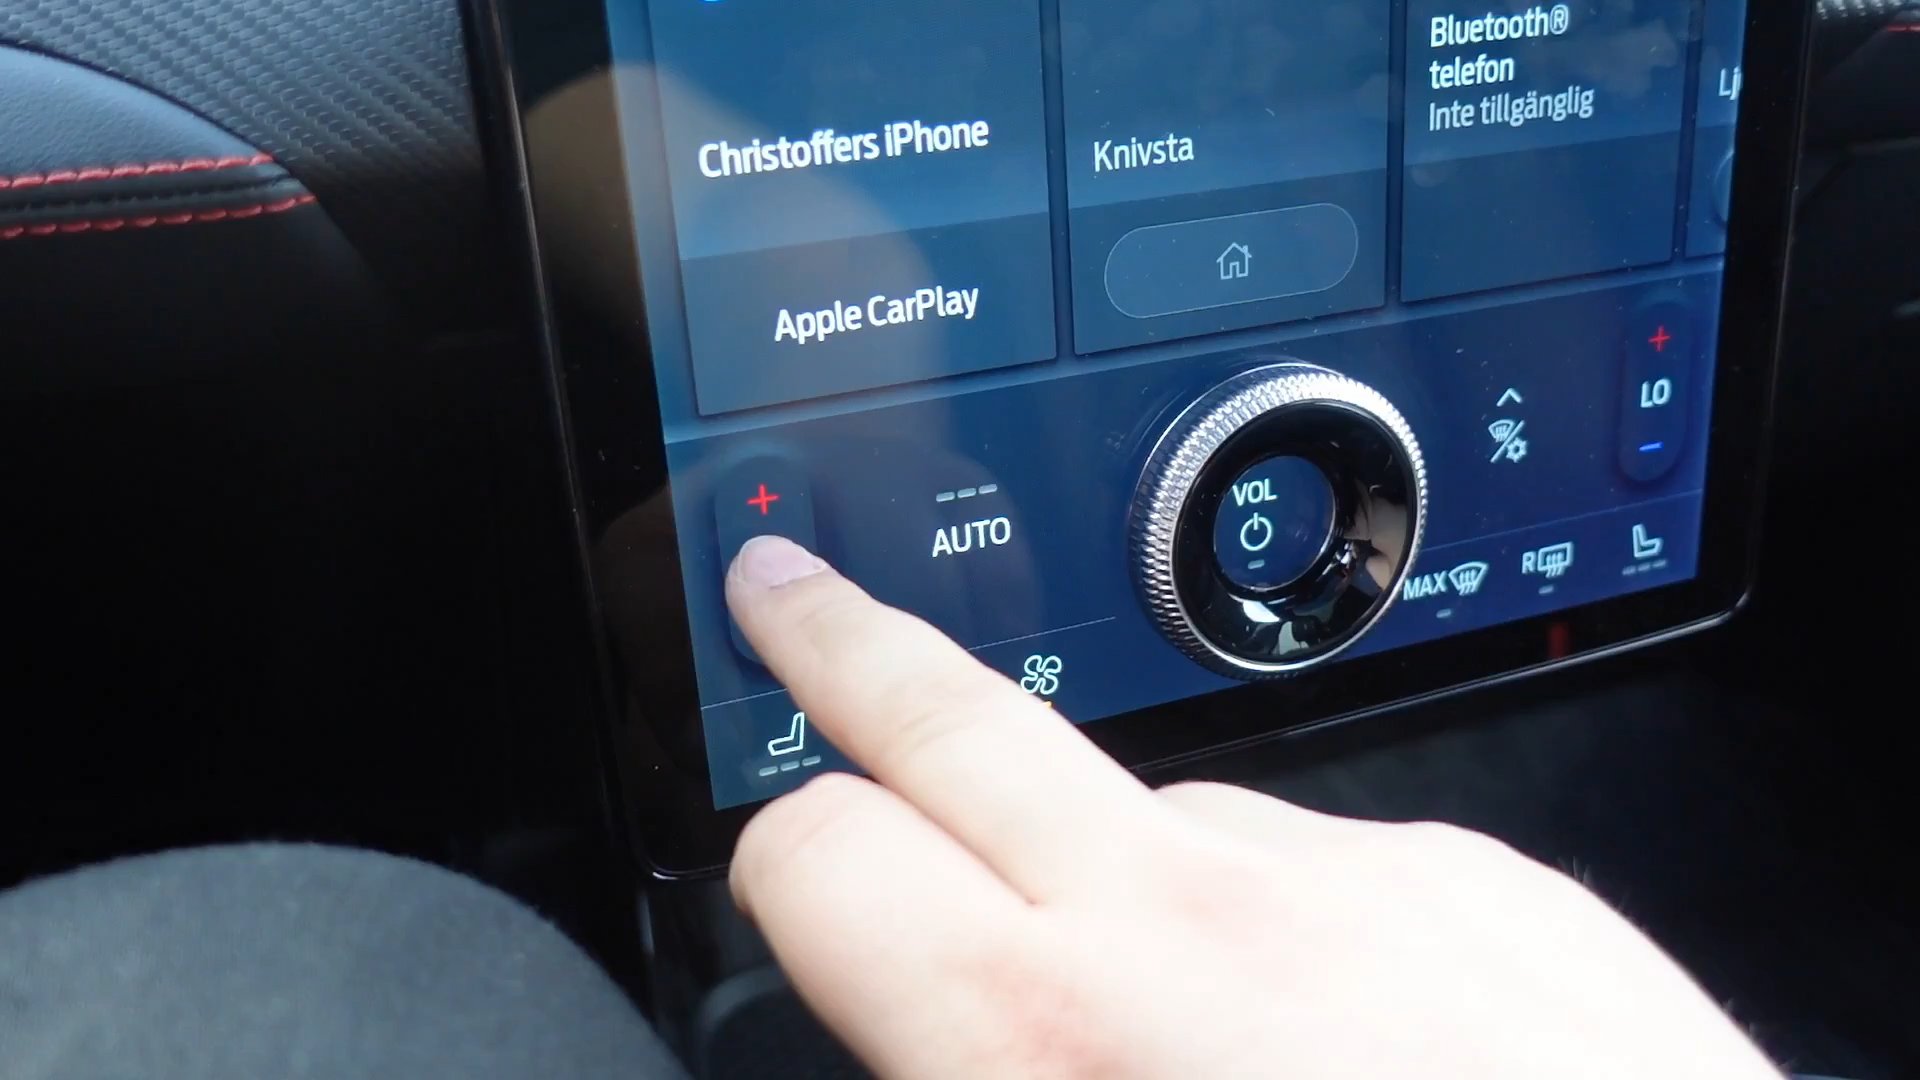 Christoffers iPhone
Apple CarPlay
Knivsta
Bluetooth®
telefon
Inte tillgänglig
AUTO
VOL
LO
MAX
R